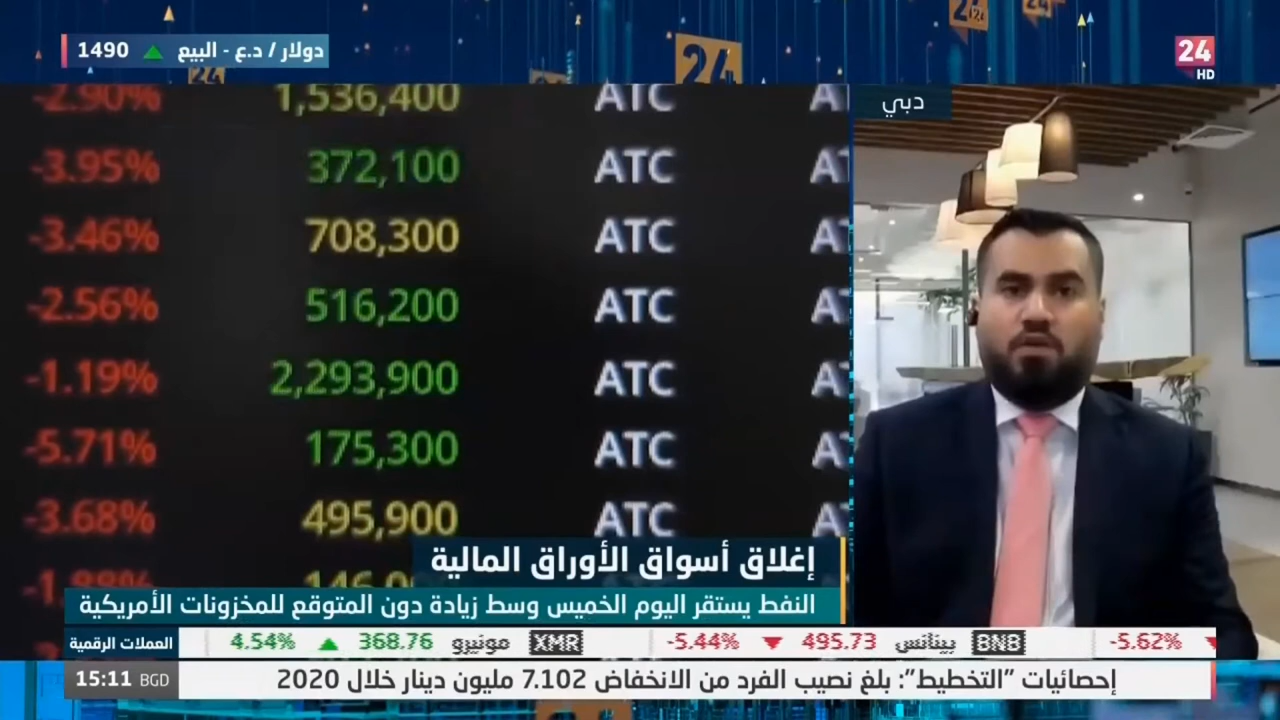 دولار / د.ع - البيع 1490
24
HD
24
24
24
دبي
-2.90% 1,536,400 ATC
-3.95% 372,100 ATC
-3.46% 708,300 ATC
-2.56% 516,200 ATC
-1.19% 2,293,900 ATC
-5.71% 175,300 ATC
-3.68% 495,900 ATC
إغلاق أسواق الأوراق المالية
النفط يستقر اليوم الخميس وسط زيادة دون المتوقع للمخزونات الأمريكية
العملات الرقمية
4.54% 368.76 مونيرو XMR -5.44% 495.73 بينانس BNB -5.62%
15:11 BGD
إحصائيات "التخطيط": بلغ نصيب الفرد من الانخفاض 7.102 مليون دينار خلال 2020